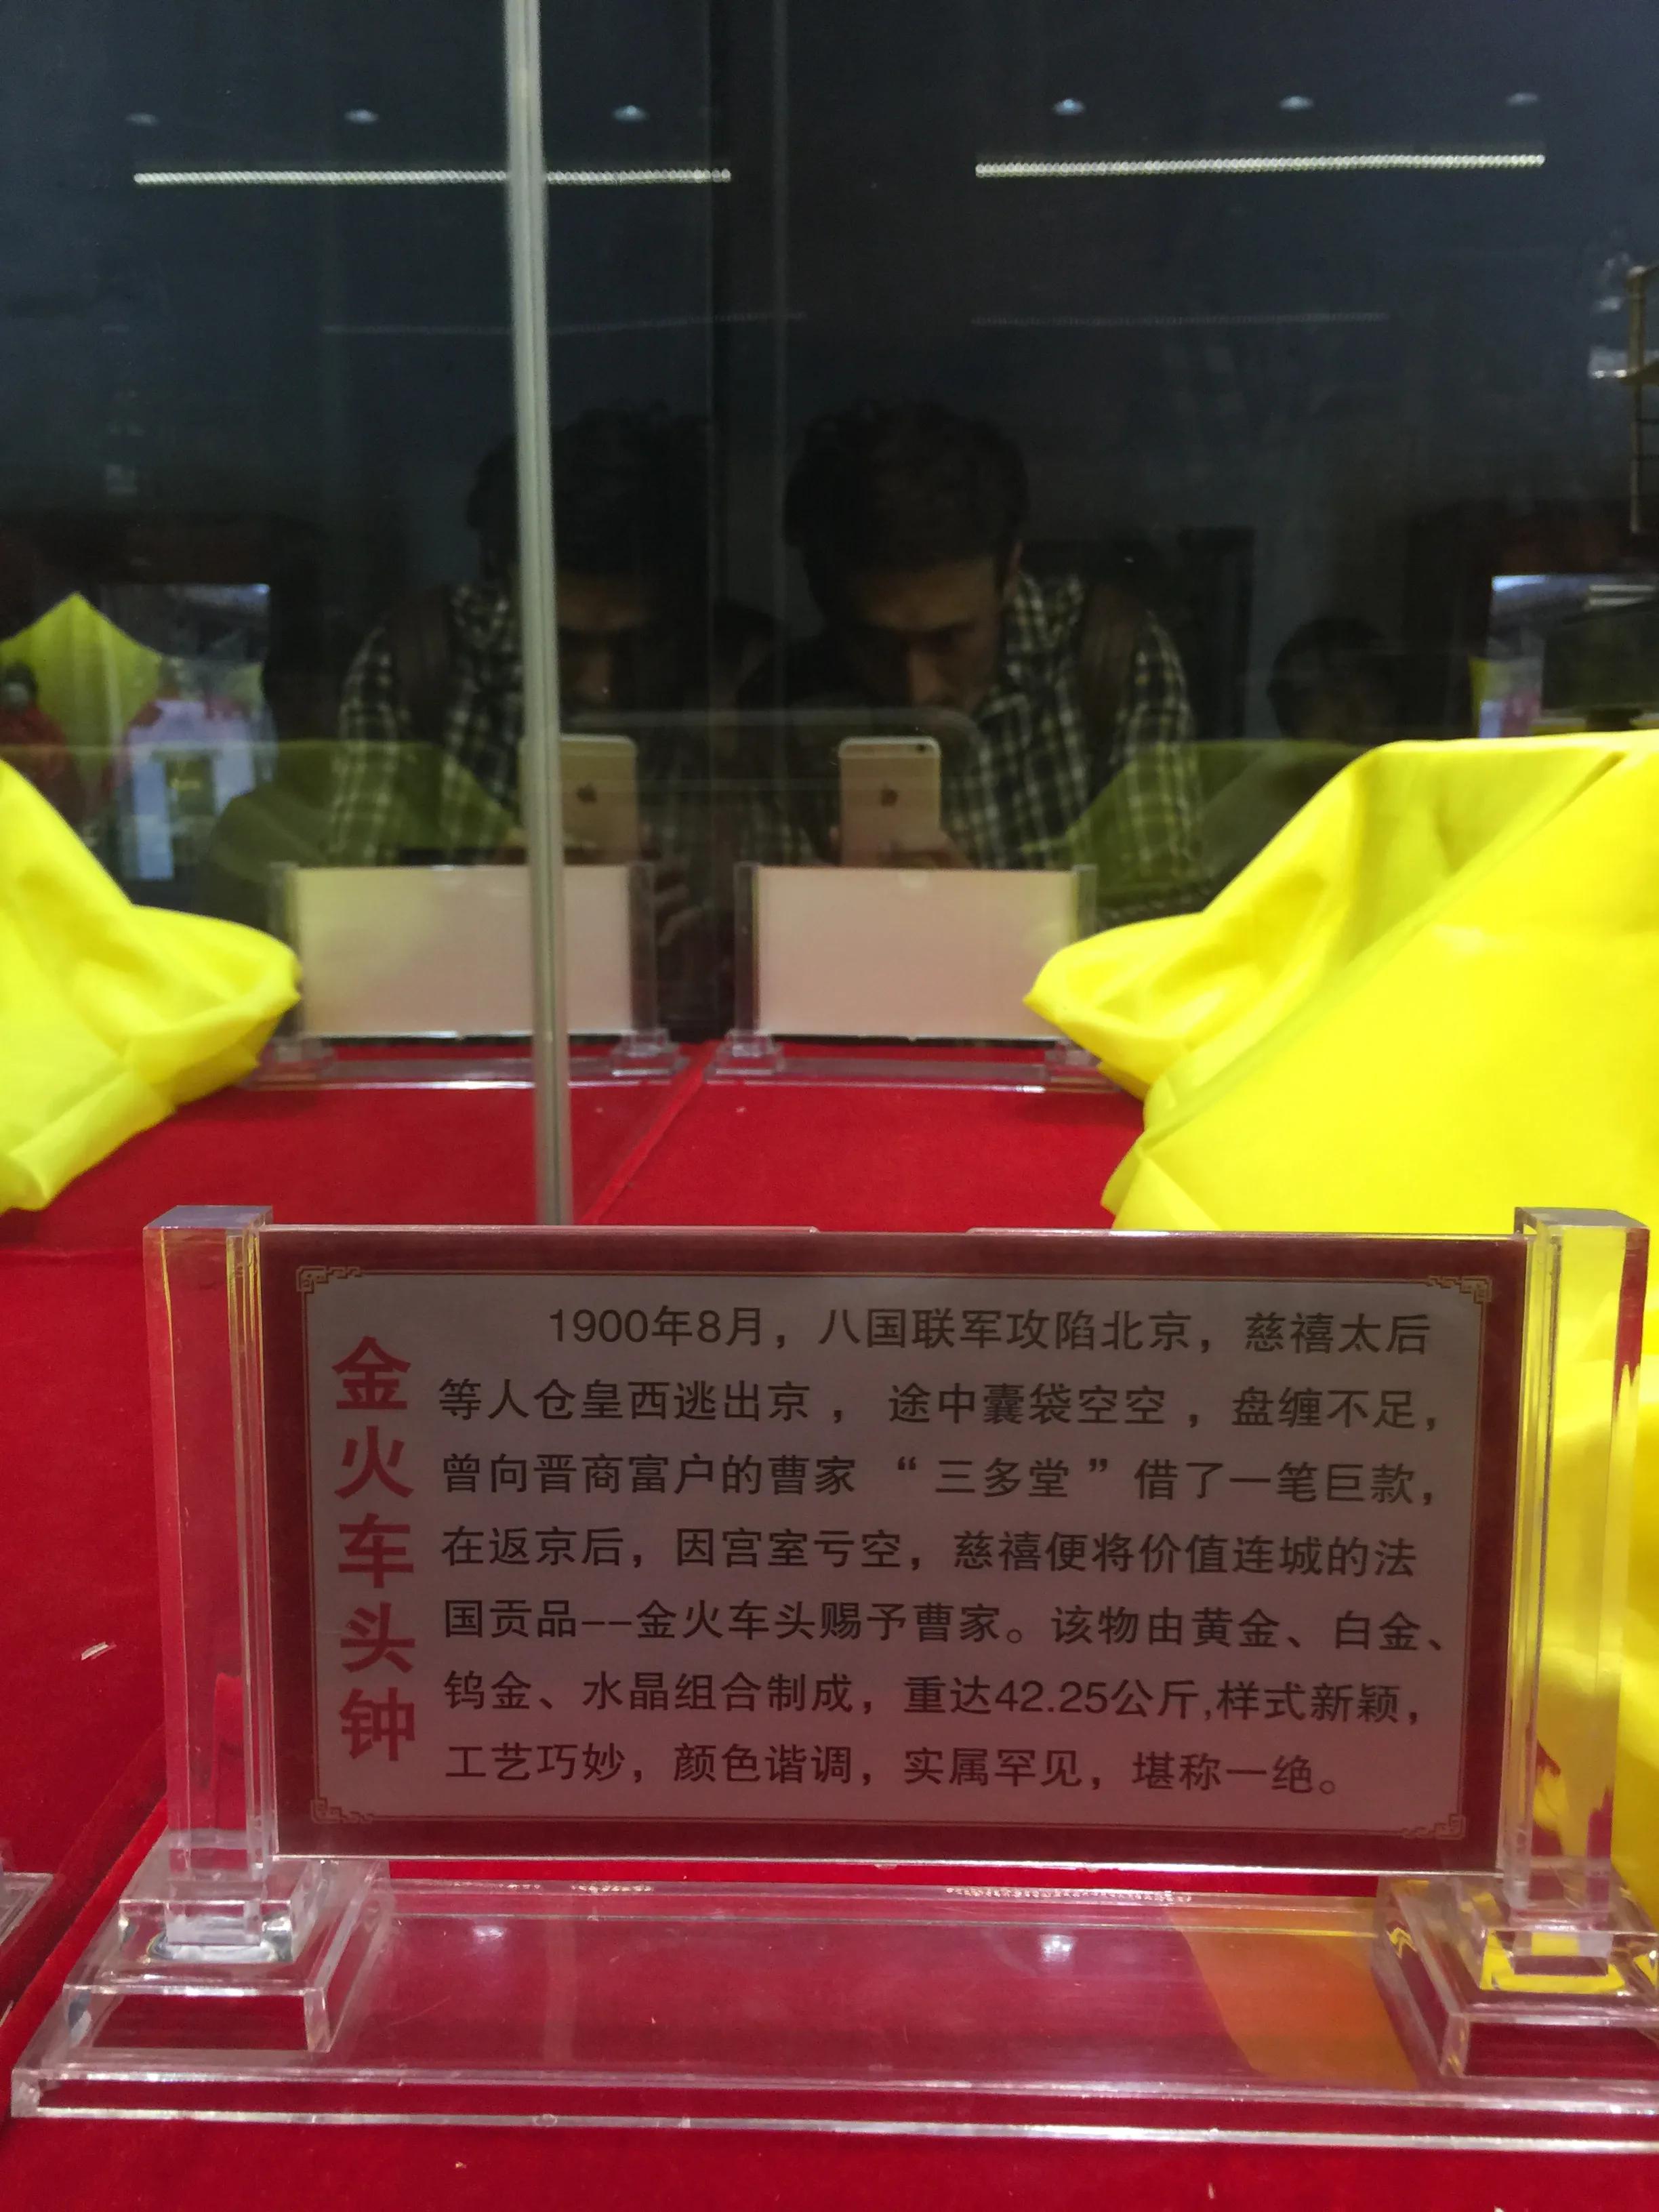 金火车头钟
1900年8月，八国联军攻陷北京，慈禧太后
等人仓皇西逃出京，途中囊袋空空，盘缠不足，
曾向晋商富户的曹家“三多堂”借了一笔巨款，
在返京后，因宫室亏空，慈禧便将价值连城的法
国贡品--金火车头赐予曹家。该物由黄金、白金、
钨金、水晶组合制成，重达42.25公斤,样式新颖，
工艺巧妙，颜色谐调，实属罕见，堪称一绝。